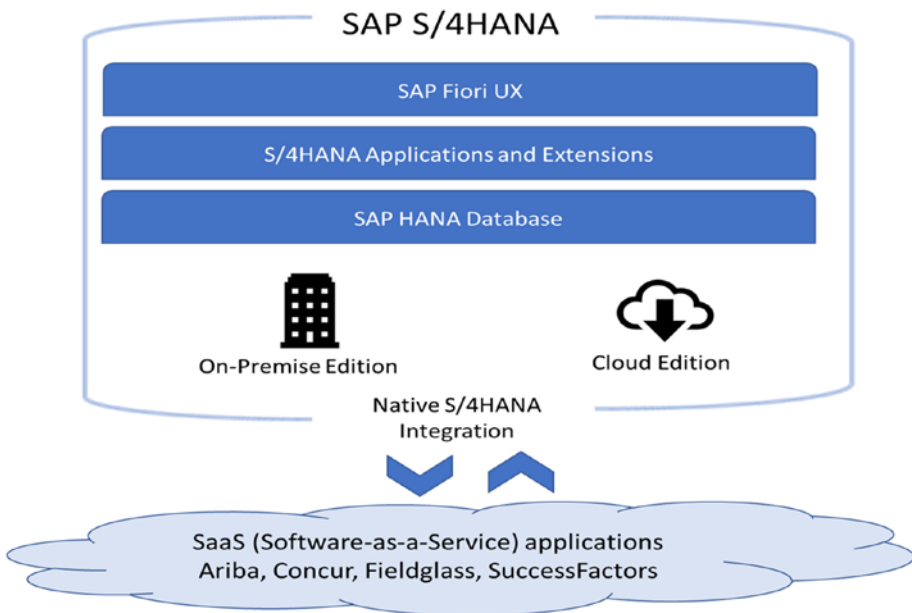 SAP S/4HANA
SAP Fiori UX
S/4HANA Applications and Extensions
SAP HANA Database
On-Premise Edition
Cloud Edition
Native S/4HANA
Integration
SaaS (Software-as-a-Service) applications
Ariba, Concur, Fieldglass, SuccessFactors